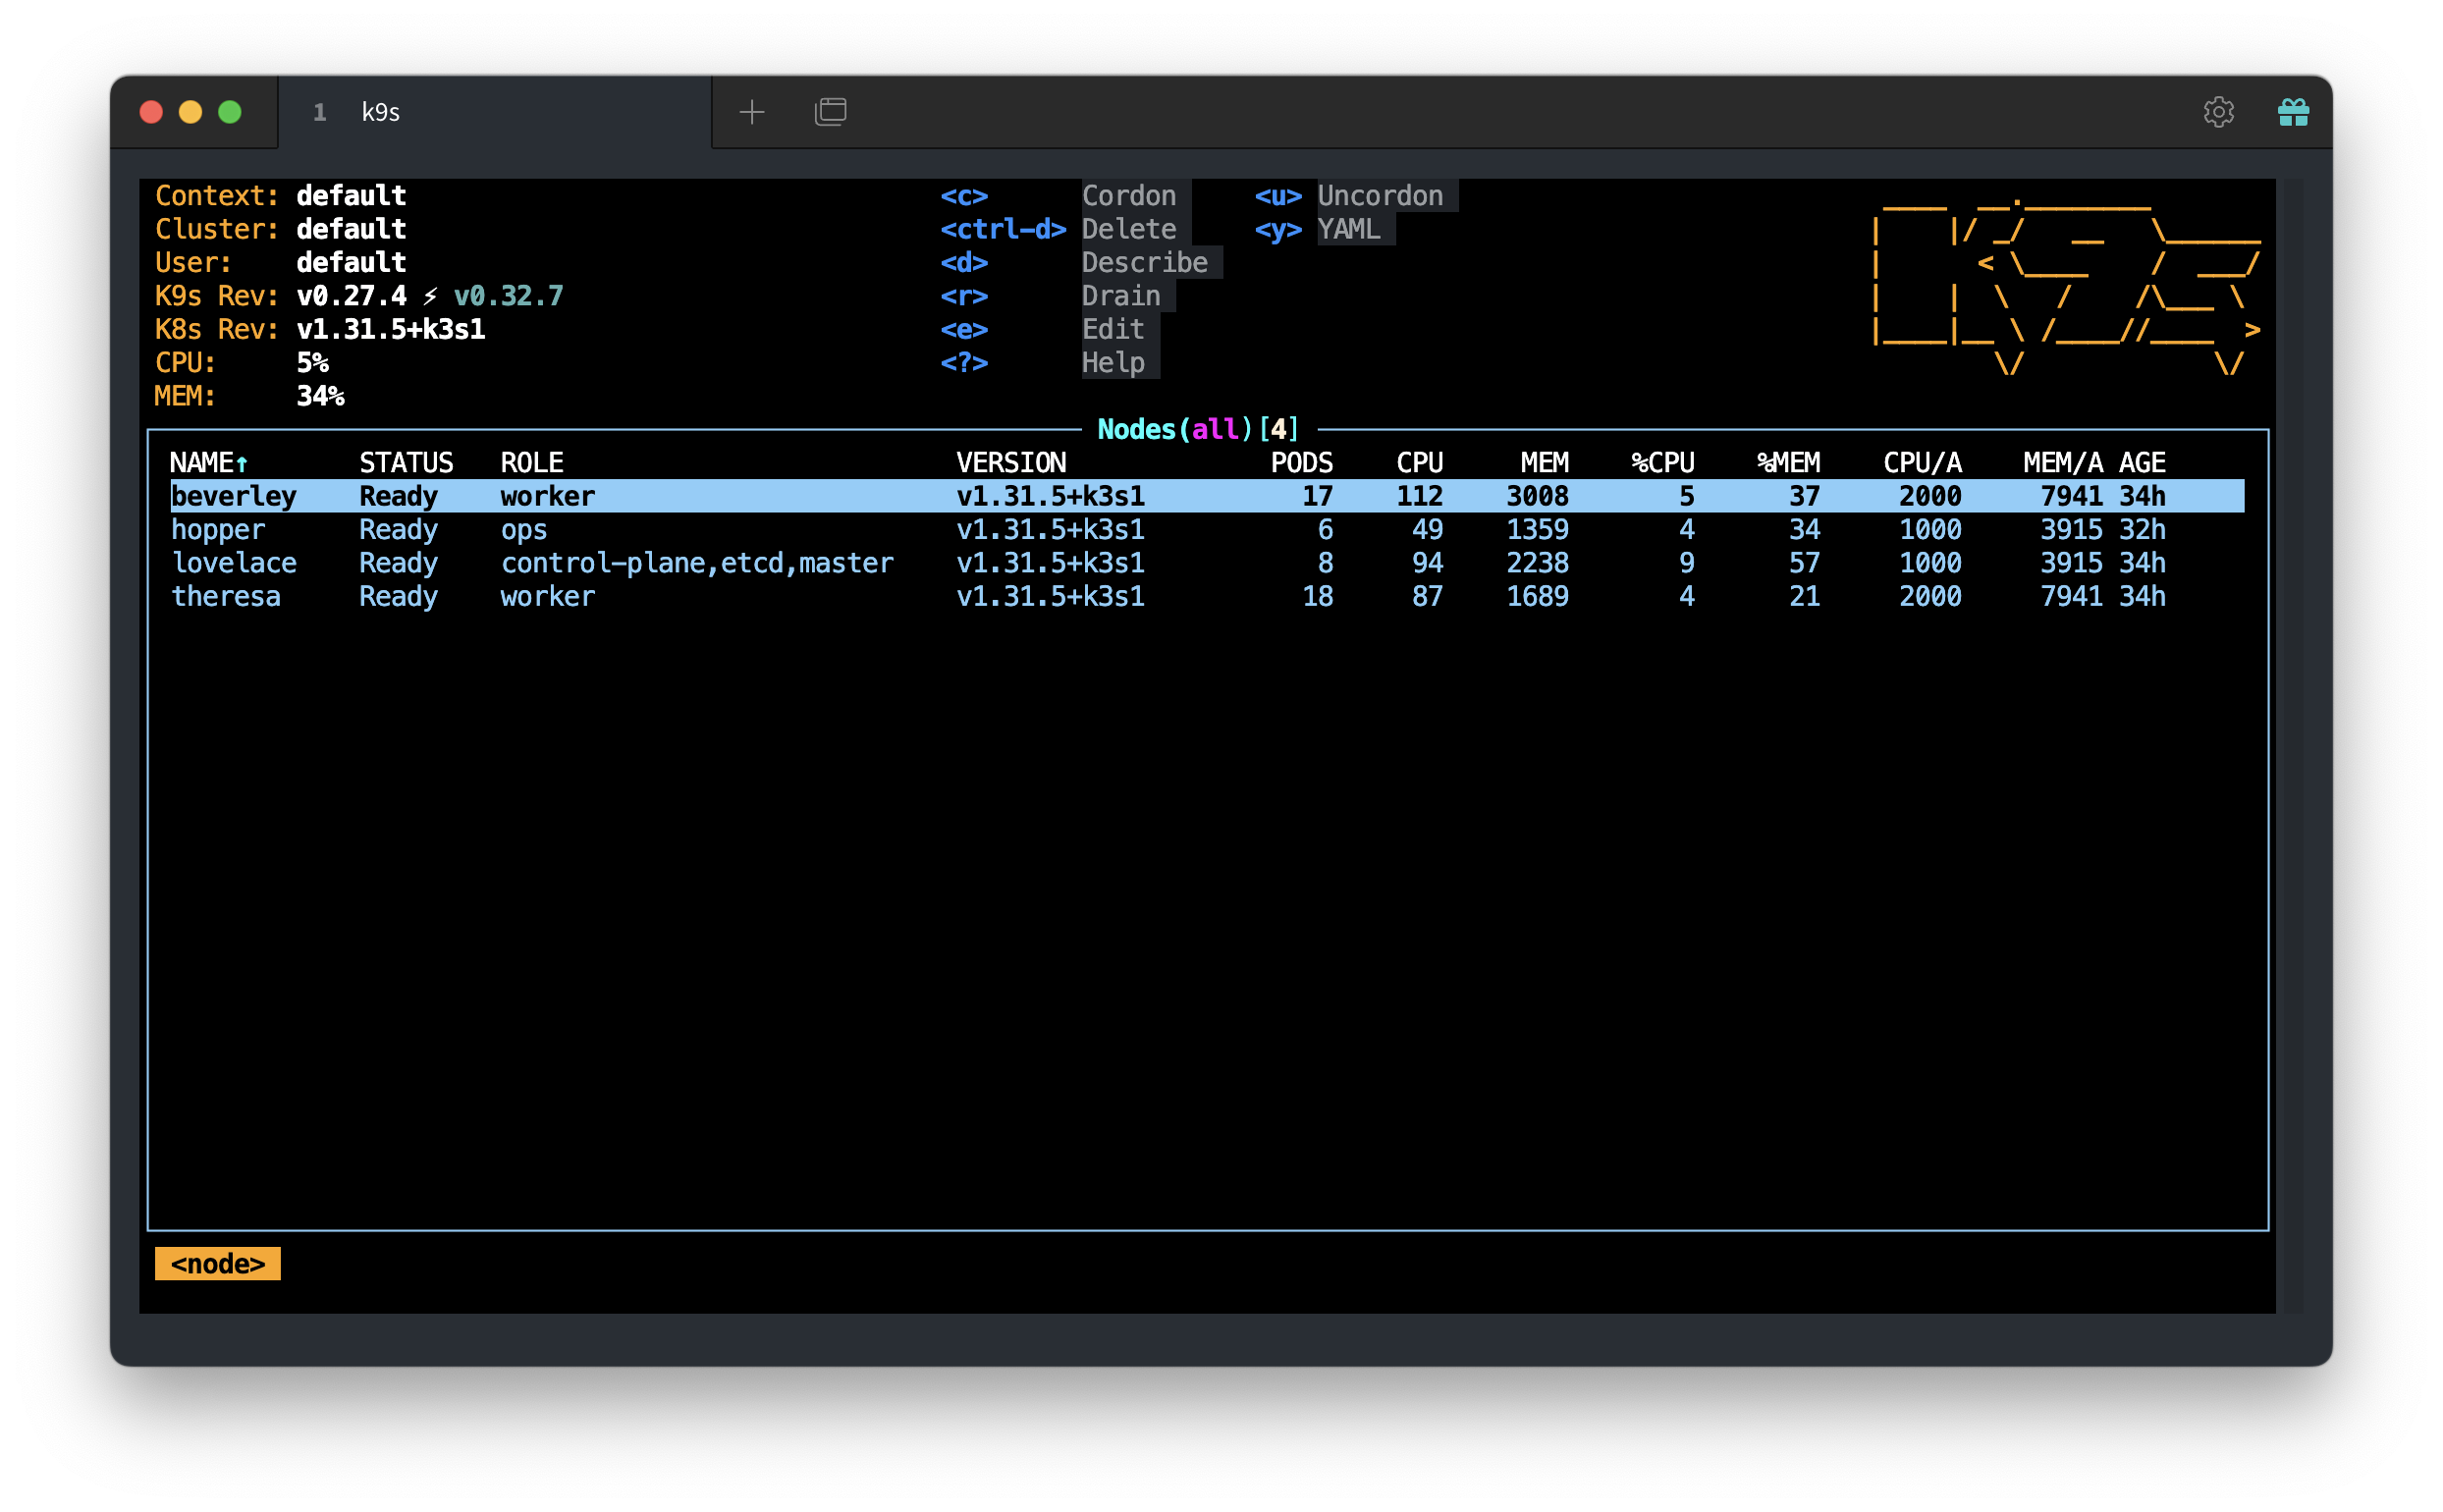 1 k9s
Context: default <c> Cordon <u> Uncordon
Cluster: default <ctrl-d> Delete <y> YAML
User: default <d> Describe
K9s Rev: v0.27.4 ⚡ v0.32.7 <r> Drain
K8s Rev: v1.31.5+k3s1 <e> Edit
CPU: 5% <?> Help
MEM: 34%
Nodes(all)[4]
NAME↑ STATUS ROLE VERSION PODS CPU MEM %CPU %MEM CPU/A MEM/A AGE
beverley Ready worker v1.31.5+k3s1 17 112 3008 5 37 2000 7941 34h
hopper Ready ops v1.31.5+k3s1 6 49 1359 4 34 1000 3915 32h
lovelace Ready control-plane,etcd,master v1.31.5+k3s1 8 94 2238 9 57 1000 3915 34h
theresa Ready worker v1.31.5+k3s1 18 87 1689 4 21 2000 7941 34h
<node>